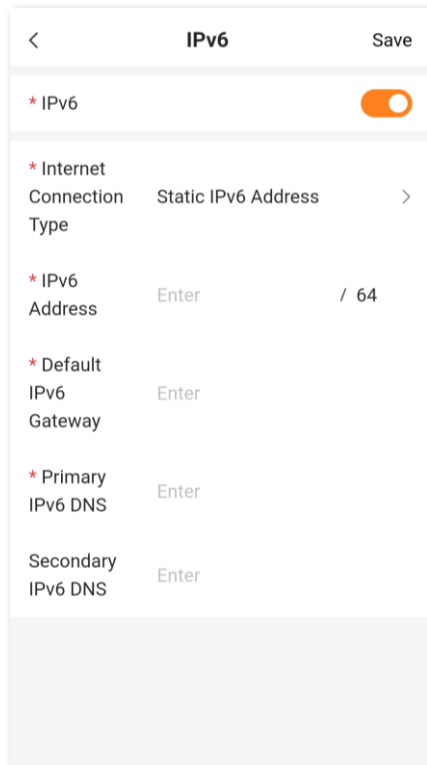 IPv6 Save
* IPv6
* Internet
Connection Static IPv6 Address
Type
* IPv6
Address Enter / 64
* Default
IPv6 Enter
Gateway
* Primary
IPv6 DNS Enter
Secondary
IPv6 DNS Enter